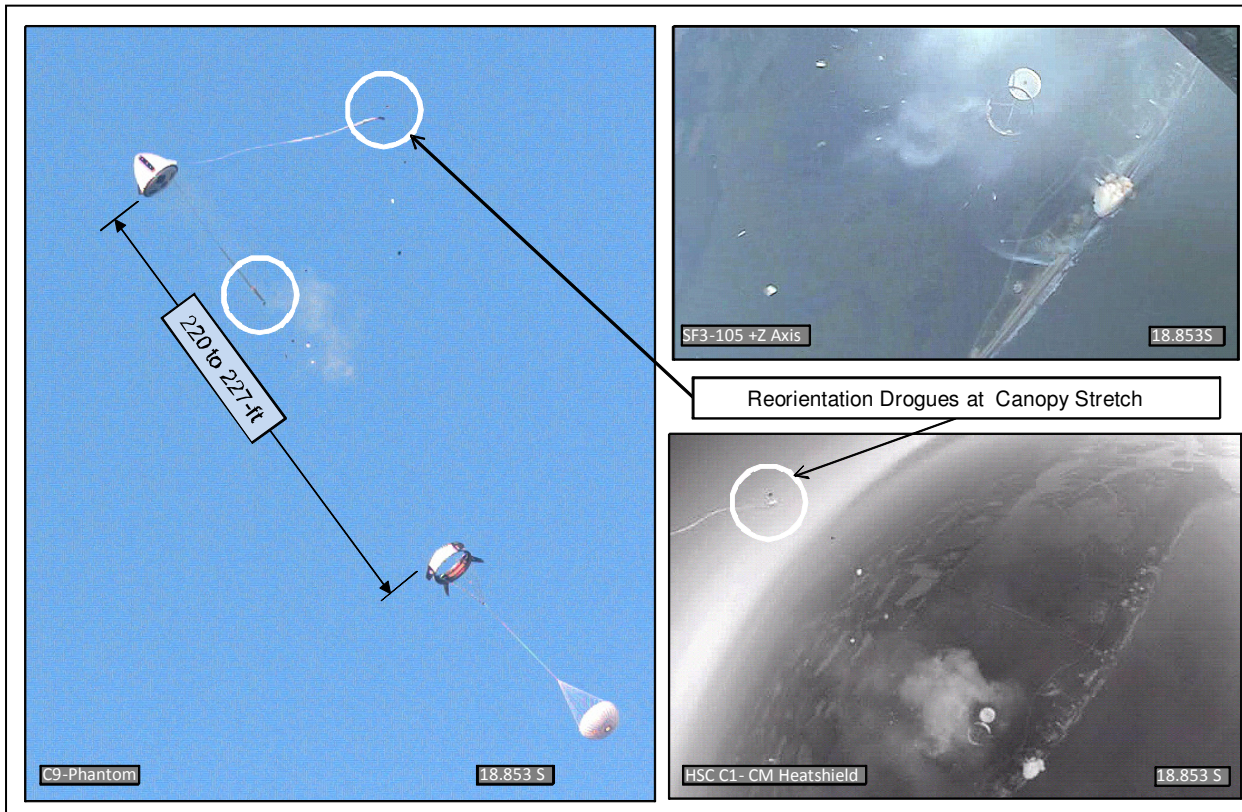 220 to 227-ft
C9-Phantom
18.853 S
SF3-105 +Z Axis
18.853S
Reorientation Drogues at Canopy Stretch
HSC C1- CM Heatshield
18.853 S